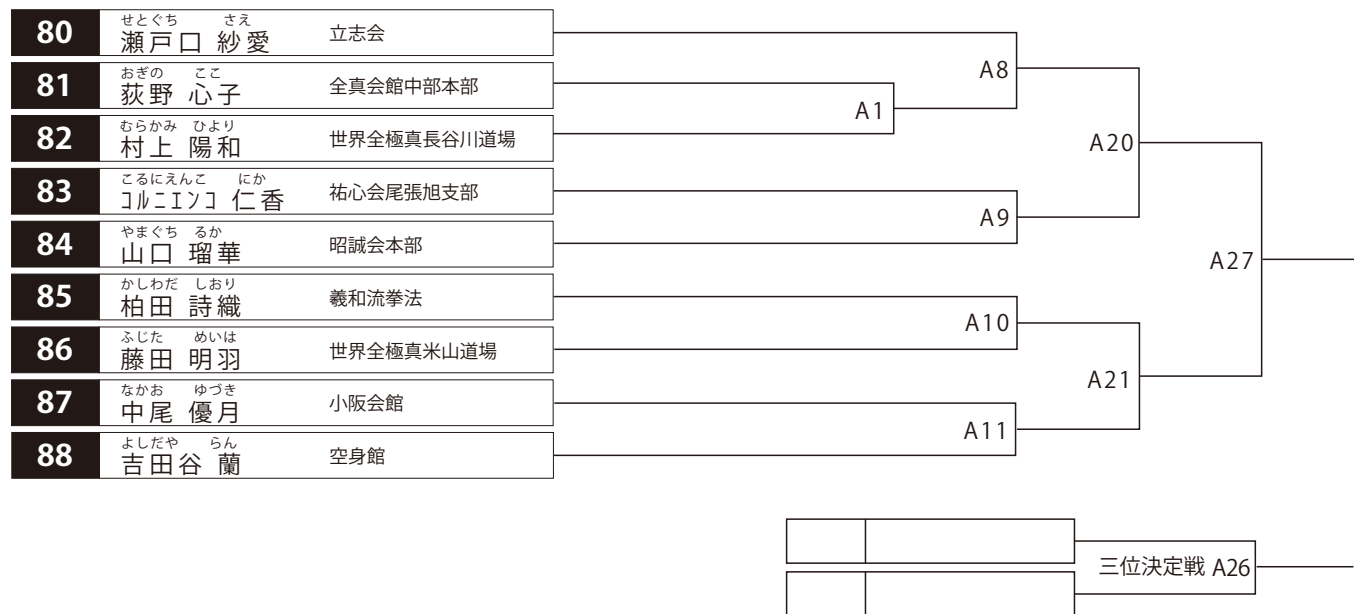 せとぐち さえ
80 瀬戸口 紗愛 立志会
おぎの ここ
81 荻野 心子 全真会館中部本部
むらかみ ひより
82 村上 陽和 世界全極真長谷川道場
こるにえんこ にか
83 ｺﾙﾆｴﾝｺ 仁香 祐心会尾張旭支部
やまぐち るか
84 山口 瑠華 昭誠会本部
かしわだ しおり
85 柏田 詩織 義和流拳法
ふじた めいは
86 藤田 明羽 世界全極真米山道場
なかお ゆづき
87 中尾 優月 小阪会館
よしだや らん
88 吉田谷 蘭 空身館
A8
A1
A20
A9
A27
A10
A21
A11
三位決定戦 A26